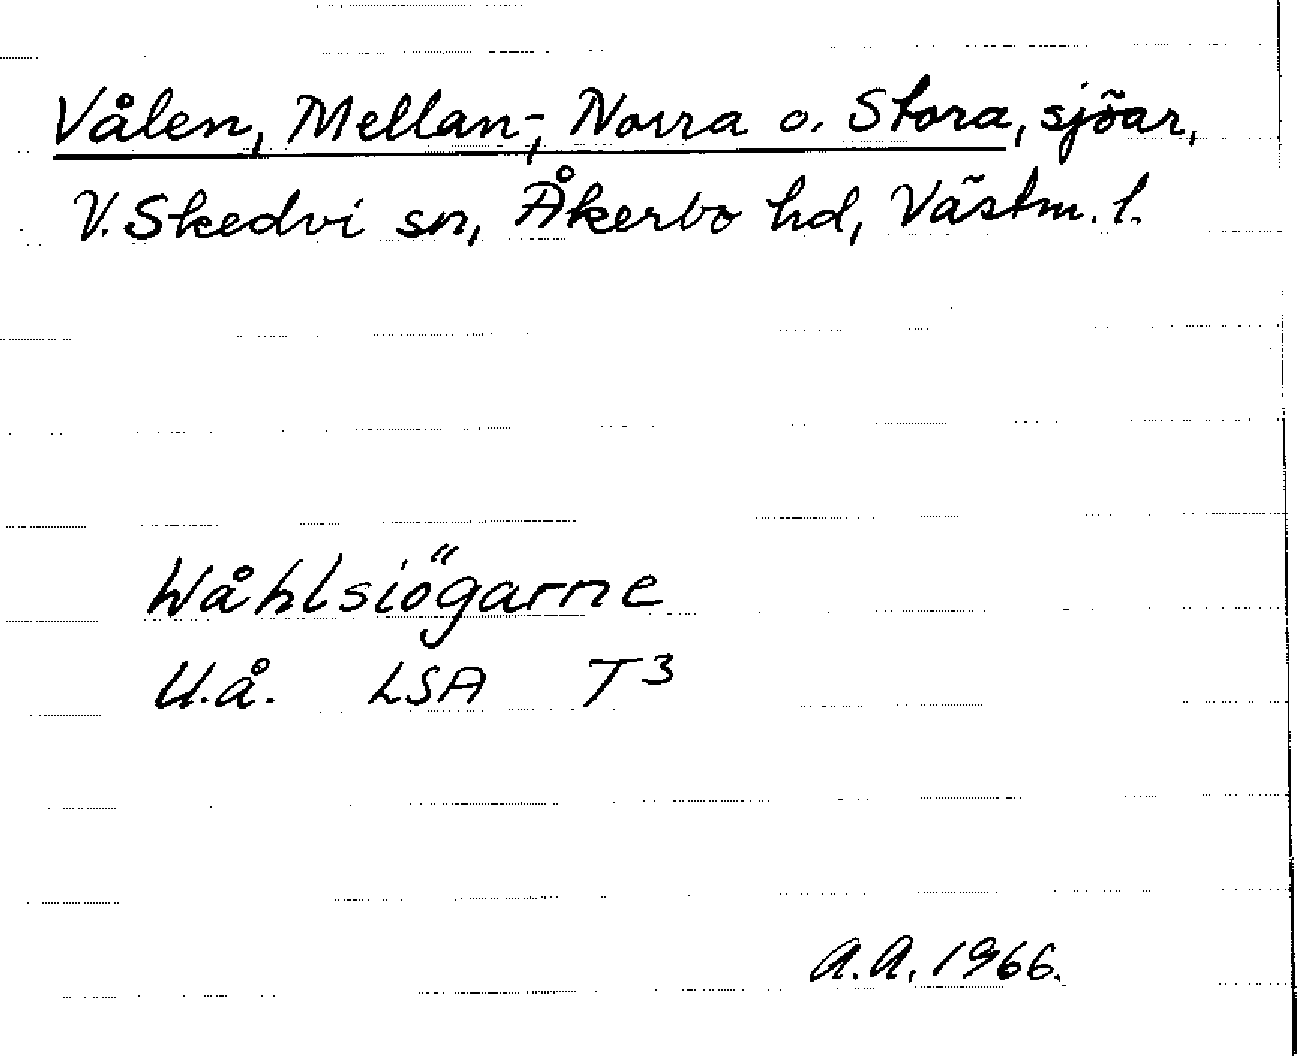 Vålen, Mellan-, Norra o. Stora, sjöar,
V. Skedvi sn, Åkerbo hd, Västm. l.
Wåhlsiögarne
U.å. LSA T3
A.A. 1966.